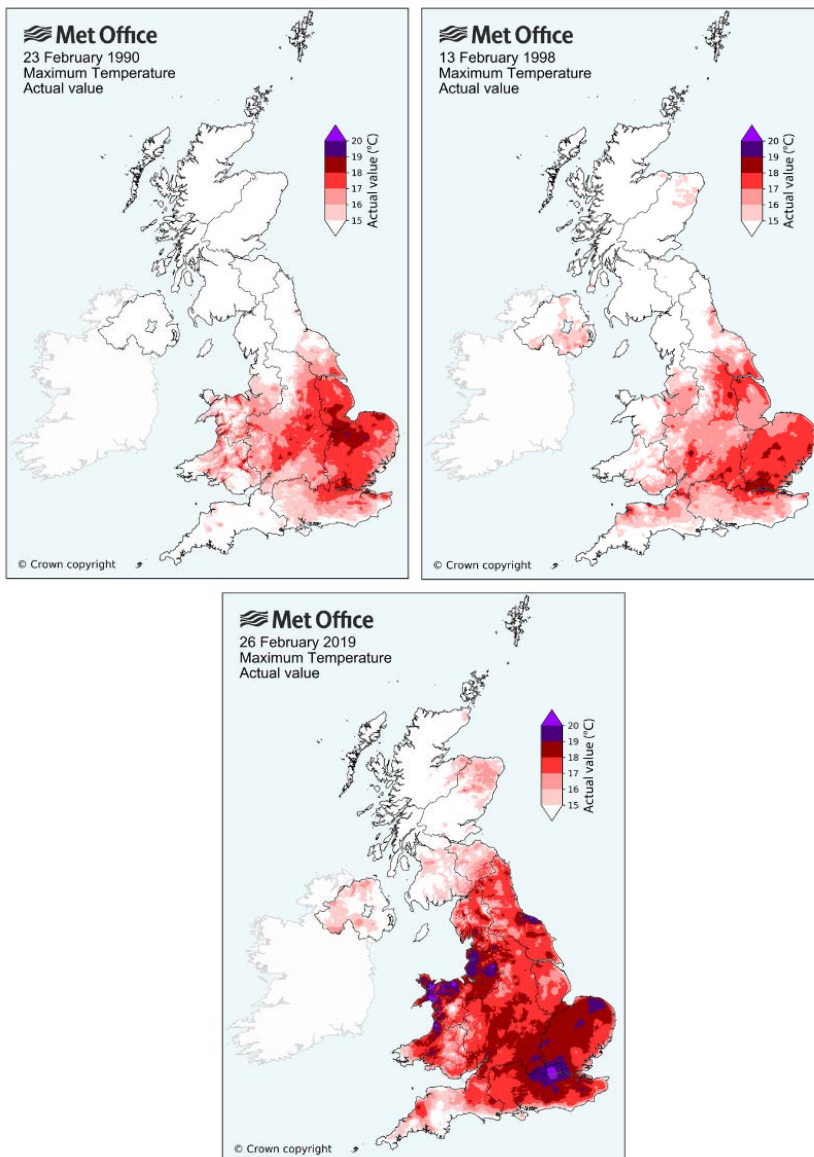 Met Office
23 February 1990
Maximum Temperature
Actual value
20
19
18
17
16
15
Actual value (°C)
© Crown copyright
Met Office
13 February 1998
Maximum Temperature
Actual value
20
19
18
17
16
15
Actual value (°C)
© Crown copyright
Met Office
26 February 2019
Maximum Temperature
Actual value
20
19
18
17
16
15
Actual value (°C)
© Crown copyright